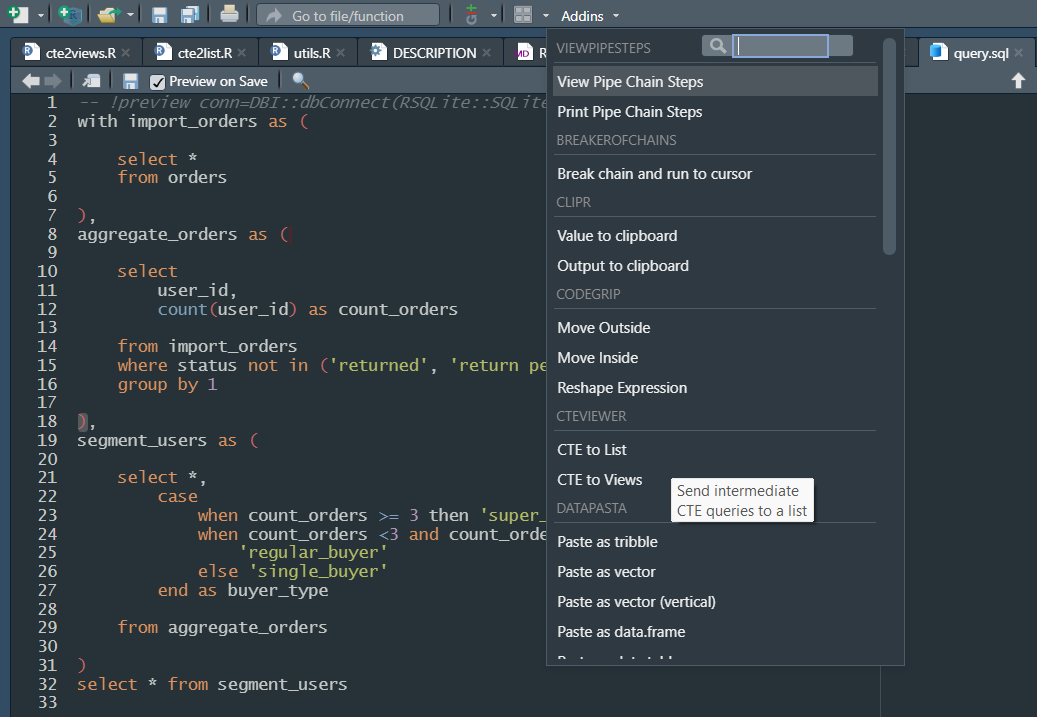 Go to file/function
Addins
cte2views.R
cte2list.R
utils.R
DESCRIPTION
MD
R
query.sql
Preview on Save
1 -- !preview conn=DBI::dbConnect(RSQLite::SQLite
2 with import_orders as (
3
4 select *
5 from orders
6
7 ),
8 aggregate_orders as (
9
10 select
11 user_id,
12 count(user_id) as count_orders
13
14 from import_orders
15 where status not in ('returned', 'return pe
16 group by 1
17
18 ),
19 segment_users as (
20
21 select *,
22 case
23 when count_orders >= 3 then 'super_
24 when count_orders <3 and count_orde
25 'regular_buyer'
26 else 'single_buyer'
27 end as buyer_type
28
29 from aggregate_orders
30
31 )
32 select * from segment_users
33
VIEWPIPESTEPS
View Pipe Chain Steps
Print Pipe Chain Steps
BREAKEROFCHAINS
Break chain and run to cursor
CLIPR
Value to clipboard
Output to clipboard
CODEGRIP
Move Outside
Move Inside
Reshape Expression
CTEVIEWER
CTE to List
CTE to Views
Send intermediate
CTE queries to a list
DATAPASTA
Paste as tribble
Paste as vector
Paste as vector (vertical)
Paste as data.frame